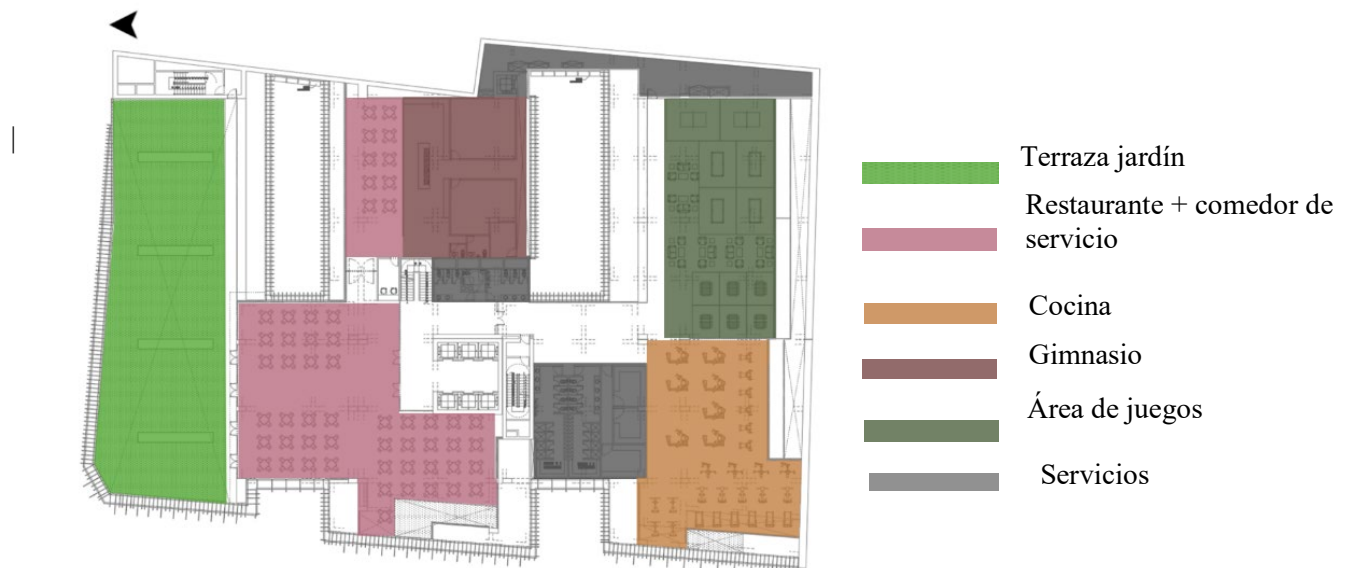 Terraza jardín
Restaurante + comedor de
servicio
Cocina
Gimnasio
Área de juegos
Servicios